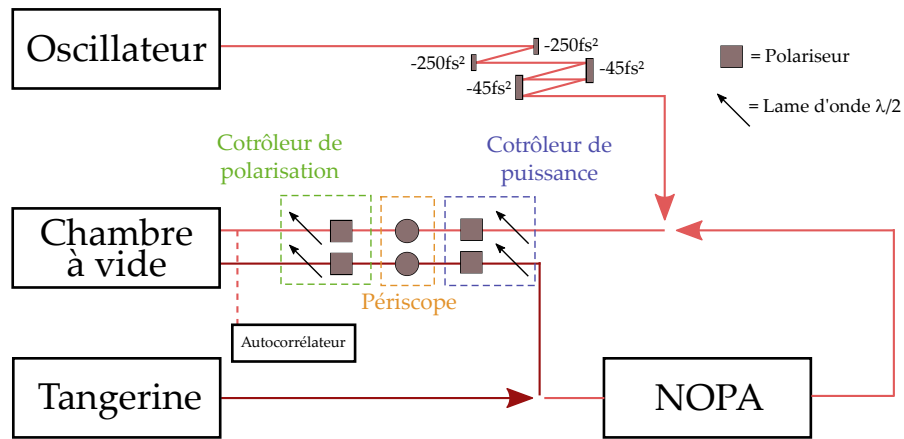 Oscillateur
-250fs²
-250fs²
-45fs²
-45fs²
= Polariseur
= Lame d'onde λ/2
Cotrôleur de
polarisation
Cotrôleur de
puissance
Chambre
à vide
Périscope
Autocorrélateur
Tangerine
NOPA